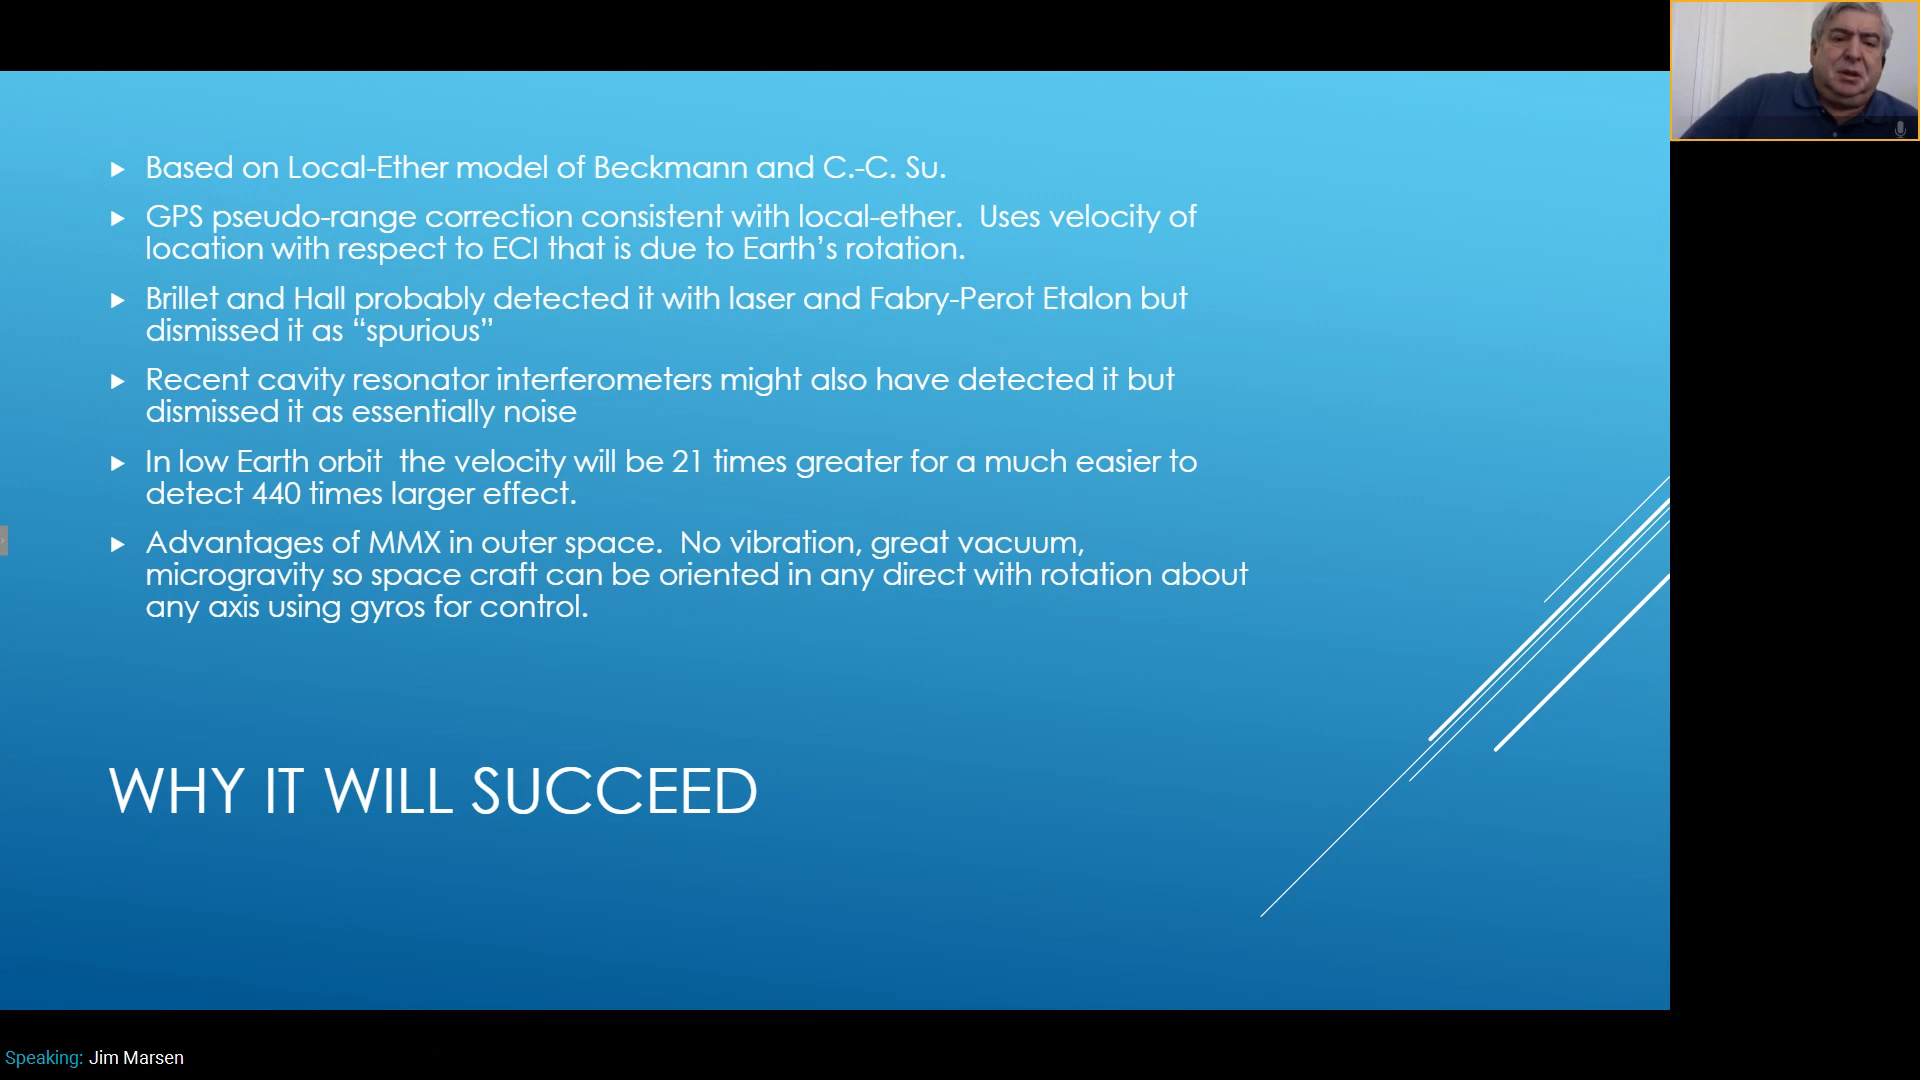 Based on Local-Ether model of Beckmann and C.-C. Su.
GPS pseudo-range correction consistent with local-ether.  Uses velocity of
location with respect to ECI that is due to Earth’s rotation.
Brillet and Hall probably detected it with laser and Fabry-Perot Etalon but
dismissed it as “spurious”
Recent cavity resonator interferometers might also have detected it but
dismissed it as essentially noise
In low Earth orbit  the velocity will be 21 times greater for a much easier to
detect 440 times larger effect.
Advantages of MMX in outer space.  No vibration, great vacuum,
microgravity so space craft can be oriented in any direct with rotation about
any axis using gyros for control.
WHY IT WILL SUCCEED
Speaking: Jim Marsen